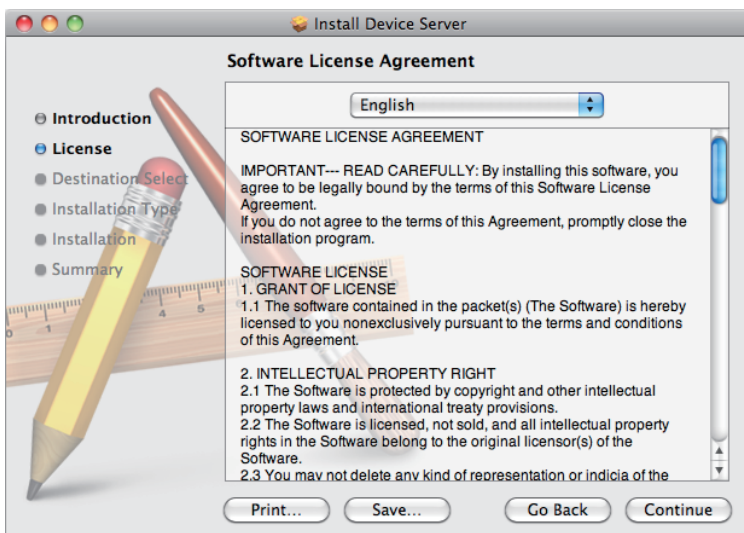 Install Device Server
Software License Agreement
Introduction
License
Destination Select
Installation Type
Installation
Summary
English
SOFTWARE LICENSE AGREEMENT
IMPORTANT--- READ CAREFULLY: By installing this software, you
agree to be legally bound by the terms of this Software License
Agreement.
If you do not agree to the terms of this Agreement, promptly close the
installation program.
SOFTWARE LICENSE
1. GRANT OF LICENSE
1.1 The software contained in the packet(s) (The Software) is hereby
licensed to you nonexclusively pursuant to the terms and conditions
of this Agreement.
2. INTELLECTUAL PROPERTY RIGHT
2.1 The Software is protected by copyright and other intellectual
property laws and international treaty provisions.
2.2 The Software is licensed, not sold, and all intellectual property
rights in the Software belong to the original licensor(s) of the
Software.
2.3 You may not delete any kind of representation or indicia of the
0 1 4 5
Print... Save... Go Back Continue